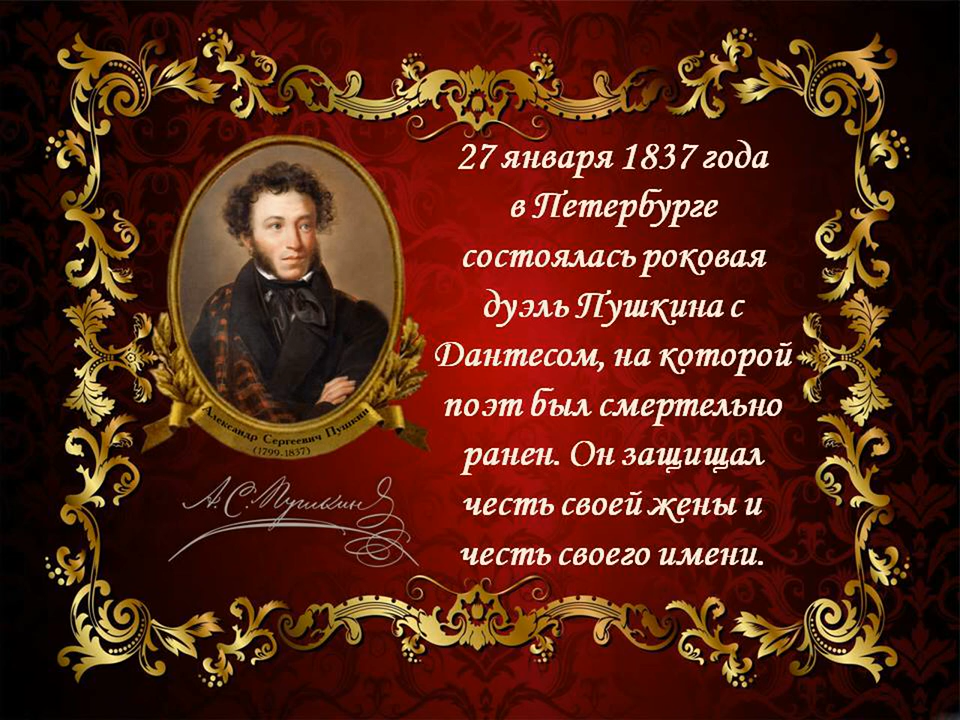 27 января 1837 года
в Петербурге
состоялась роковая
дуэль Пушкина с
Дантесом, на которой
поэт был смертельно
ранен. Он защищал
честь своей жены и
честь своего имени.
Александр Сергеевич Пушкин
(1799-1837)
А.С.Пушкин